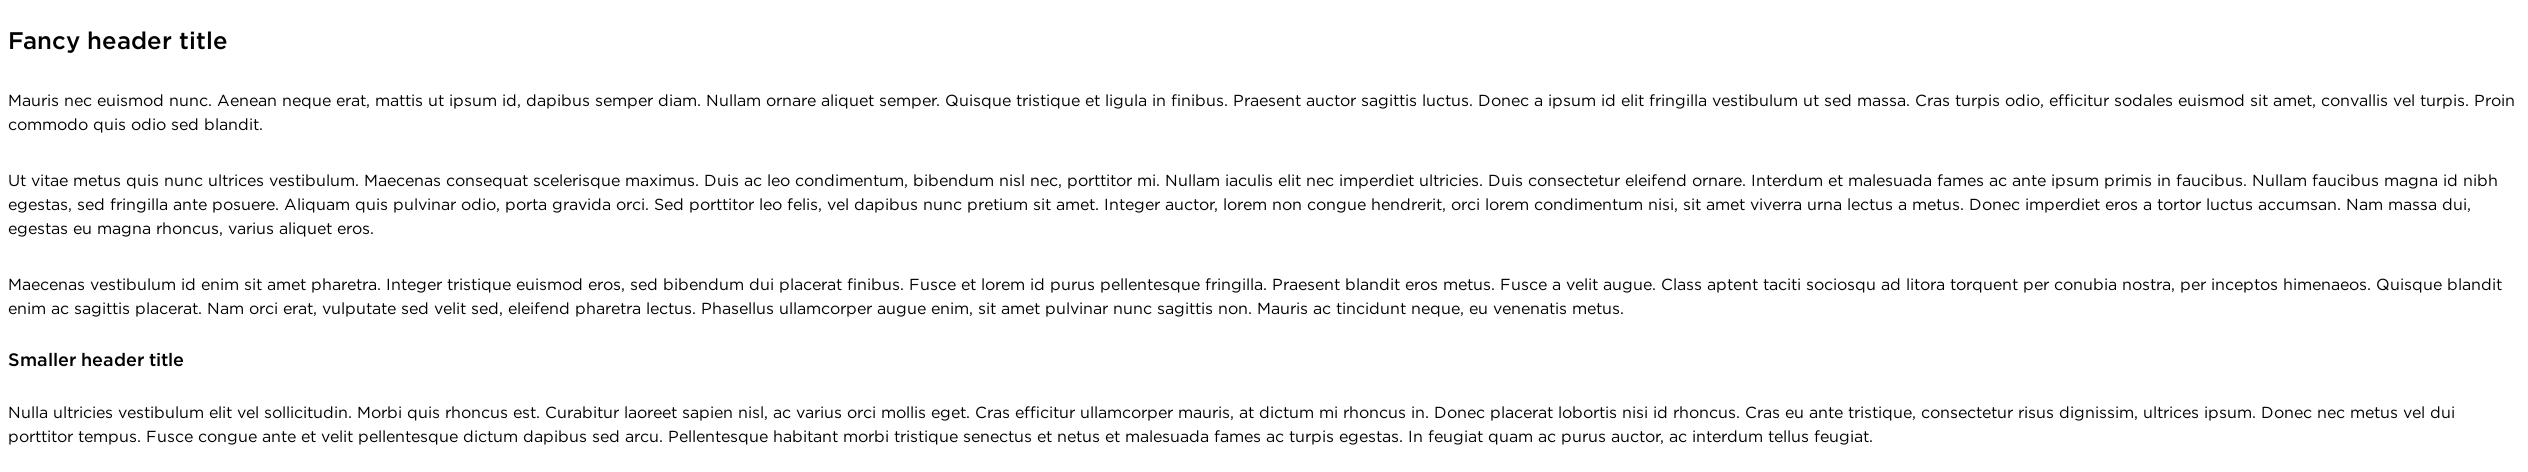 Fancy header title
Mauris nec euismod nunc. Aenean neque erat, mattis ut ipsum id, dapibus semper diam. Nullam ornare aliquet semper. Quisque tristique et ligula in finibus. Praesent auctor sagittis luctus. Donec a ipsum id elit fringilla vestibulum ut sed massa. Cras turpis odio, efficitur sodales euismod sit amet, convallis vel turpis. Proin
commodo quis odio sed blandit.
Ut vitae metus quis nunc ultrices vestibulum. Maecenas consequat scelerisque maximus. Duis ac leo condimentum, bibendum nisl nec, porttitor mi. Nullam iaculis elit nec imperdiet ultricies. Duis consectetur eleifend ornare. Interdum et malesuada fames ac ante ipsum primis in faucibus. Nullam faucibus magna id nibh
egestas, sed fringilla ante posuere. Aliquam quis pulvinar odio, porta gravida orci. Sed porttitor leo felis, vel dapibus nunc pretium sit amet. Integer auctor, lorem non congue hendrerit, orci lorem condimentum nisi, sit amet viverra urna lectus a metus. Donec imperdiet eros a tortor luctus accumsan. Nam massa dui,
egestas eu magna rhoncus, varius aliquet eros.
Maecenas vestibulum id enim sit amet pharetra. Integer tristique euismod eros, sed bibendum dui placerat finibus. Fusce et lorem id purus pellentesque fringilla. Praesent blandit eros metus. Fusce a velit augue. Class aptent taciti sociosqu ad litora torquent per conubia nostra, per inceptos himenaeos. Quisque blandit
enim ac sagittis placerat. Nam orci erat, vulputate sed velit sed, eleifend pharetra lectus. Phasellus ullamcorper augue enim, sit amet pulvinar nunc sagittis non. Mauris ac tincidunt neque, eu venenatis metus.
Smaller header title
Nulla ultricies vestibulum elit vel sollicitudin. Morbi quis rhoncus est. Curabitur laoreet sapien nisl, ac varius orci mollis eget. Cras efficitur ullamcorper mauris, at dictum mi rhoncus in. Donec placerat lobortis nisi id rhoncus. Cras eu ante tristique, consectetur risus dignissim, ultrices ipsum. Donec nec metus vel dui
porttitor tempus. Fusce congue ante et velit pellentesque dictum dapibus sed arcu. Pellentesque habitant morbi tristique senectus et netus et malesuada fames ac turpis egestas. In feugiat quam ac purus auctor, ac interdum tellus feugiat.